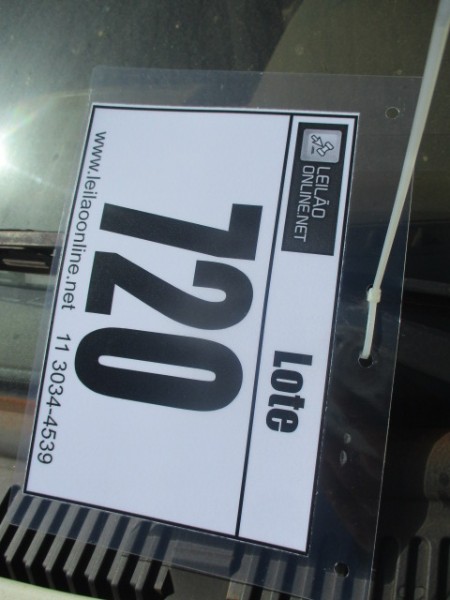 LEILÃO
ONLINE.NET
Lote
720
www.leilaoonline.net 11 3034-4539